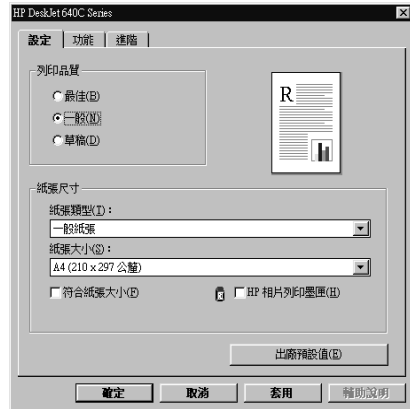 HP DeskJet 640C Series
設定 功能 進階
列印品質
最佳(B)
一般(N)
草稿(D)
R
紙張尺寸
紙張類型(T)：
一般紙張
紙張大小(S)：
A4 (210 x 297 公釐)
符合紙張大小(F) HP 相片列印墨匣(H)
出廠預設值(E)
確定 取消 套用 輔助說明